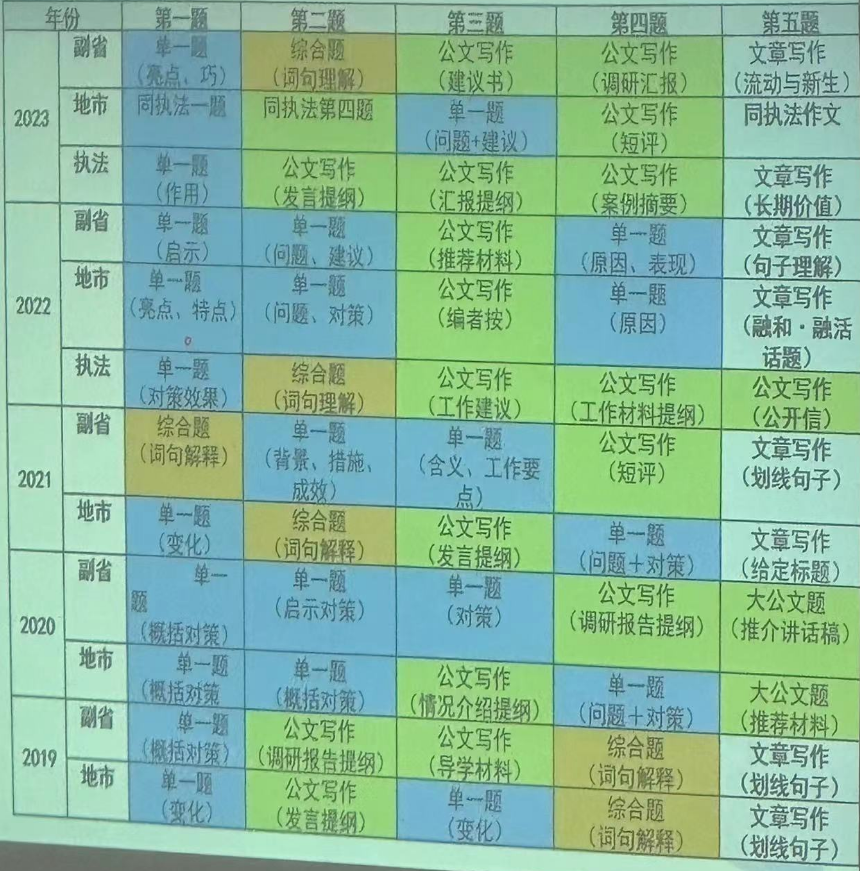 年份 第一题 第二题 第三题 第四题 第五题
2023
副省 单一题 综合题 公文写作 公文写作 文章写作
（亮点、巧） （词句理解） （建议书） （调研汇报） （流动与新生）
地市 同执法一题 同执法第四题 单一题 公文写作 同执法作文
（问题+建议） （短评）
执法 单一题 公文写作 公文写作 公文写作 文章写作
（作用） （发言提纲） （汇报提纲） （案例摘要） （长期价值）
2022
副省 单一题 单一题 公文写作 单一题 文章写作
（启示） （问题、建议） （推荐材料） （原因、表现） （句子理解）
地市 单一题 单一题 公文写作 单一题 文章写作
（亮点、特点） （问题、对策） （编者按） （原因） （融和·融活
话题）
执法 单一题 综合题 公文写作 公文写作 公文写作
（对策效果） （词句理解） （工作建议） （工作材料提纲） （公开信）
2021
副省 综合题 单一题 单一题 公文写作 文章写作
（词句解释） （背景、措施、 （含义、工作要 （短评） （划线句子）
成效） 点）
地市 单一题 综合题 公文写作 单一题 文章写作
（变化） （词句解释） （发言提纲） （问题＋对策） （给定标题）
2020
副省 单一 单一题 单一题 公文写作 大公文题
题 （启示对策） （对策） （调研报告提纲） （推介讲话稿）
（概括对策）
地市 单一题 单一题 公文写作 单一题 大公文题
（概括对策 （概括对策） （情况介绍提纲） （问题＋对策） （推荐材料）
2019
副省 单一题 公文写作 公文写作 综合题 文章写作
（概括对策） （调研报告提纲） （导学材料） （词句解释） （划线句子）
地市 单一题 公文写作 单一题 综合题 文章写作
（变化） （发言提纲） （变化） （词句解释） （划线句子）